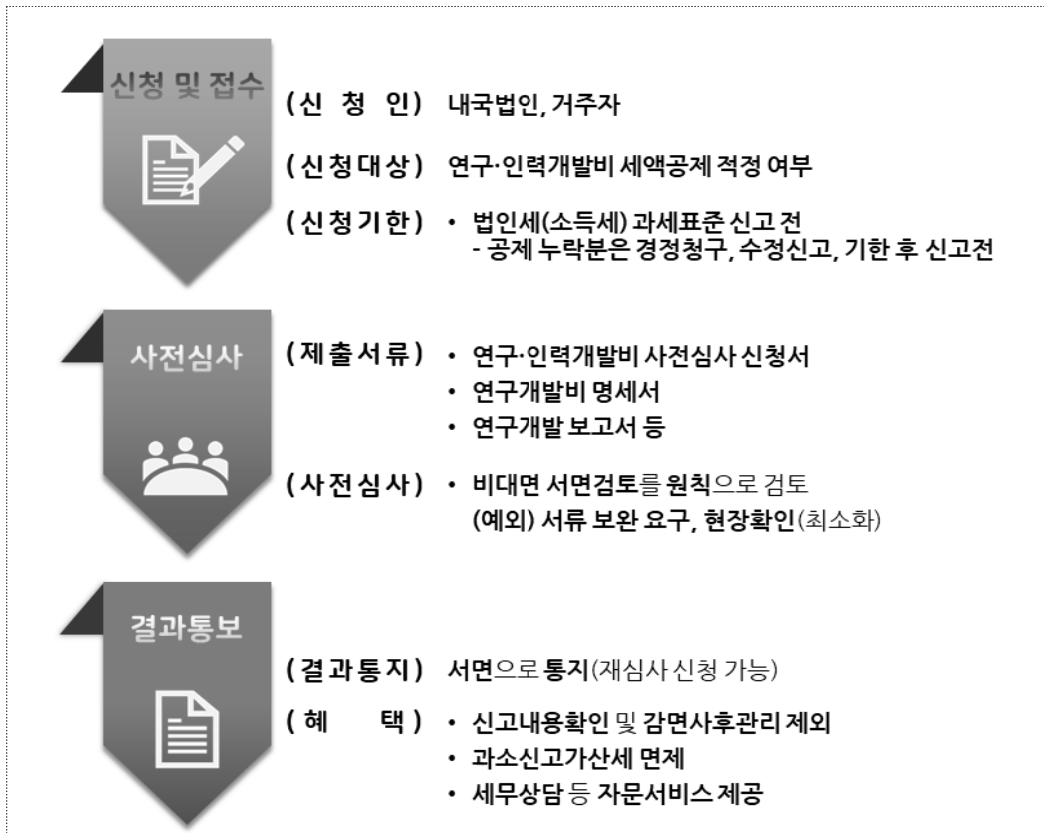 신청 및 접수
(신 청 인) 내국법인, 거주자
(신청대상) 연구·인력개발비 세액공제 적정 여부
(신청기한) • 법인세(소득세) 과세표준 신고 전
- 공제 누락분은 경정청구, 수정신고, 기한 후 신고전
사전심사
(제출서류) • 연구·인력개발비 사전심사 신청서
• 연구개발비 명세서
• 연구개발 보고서 등
(사전심사) • 비대면 서면검토를 원칙으로 검토
(예외) 서류 보완 요구, 현장확인(최소화)
결과통보
(결과통지) 서면으로 통지(재심사 신청 가능)
(혜 택) • 신고내용확인 및 감면사후관리 제외
• 과소신고가산세 면제
• 세무상담 등 자문서비스 제공